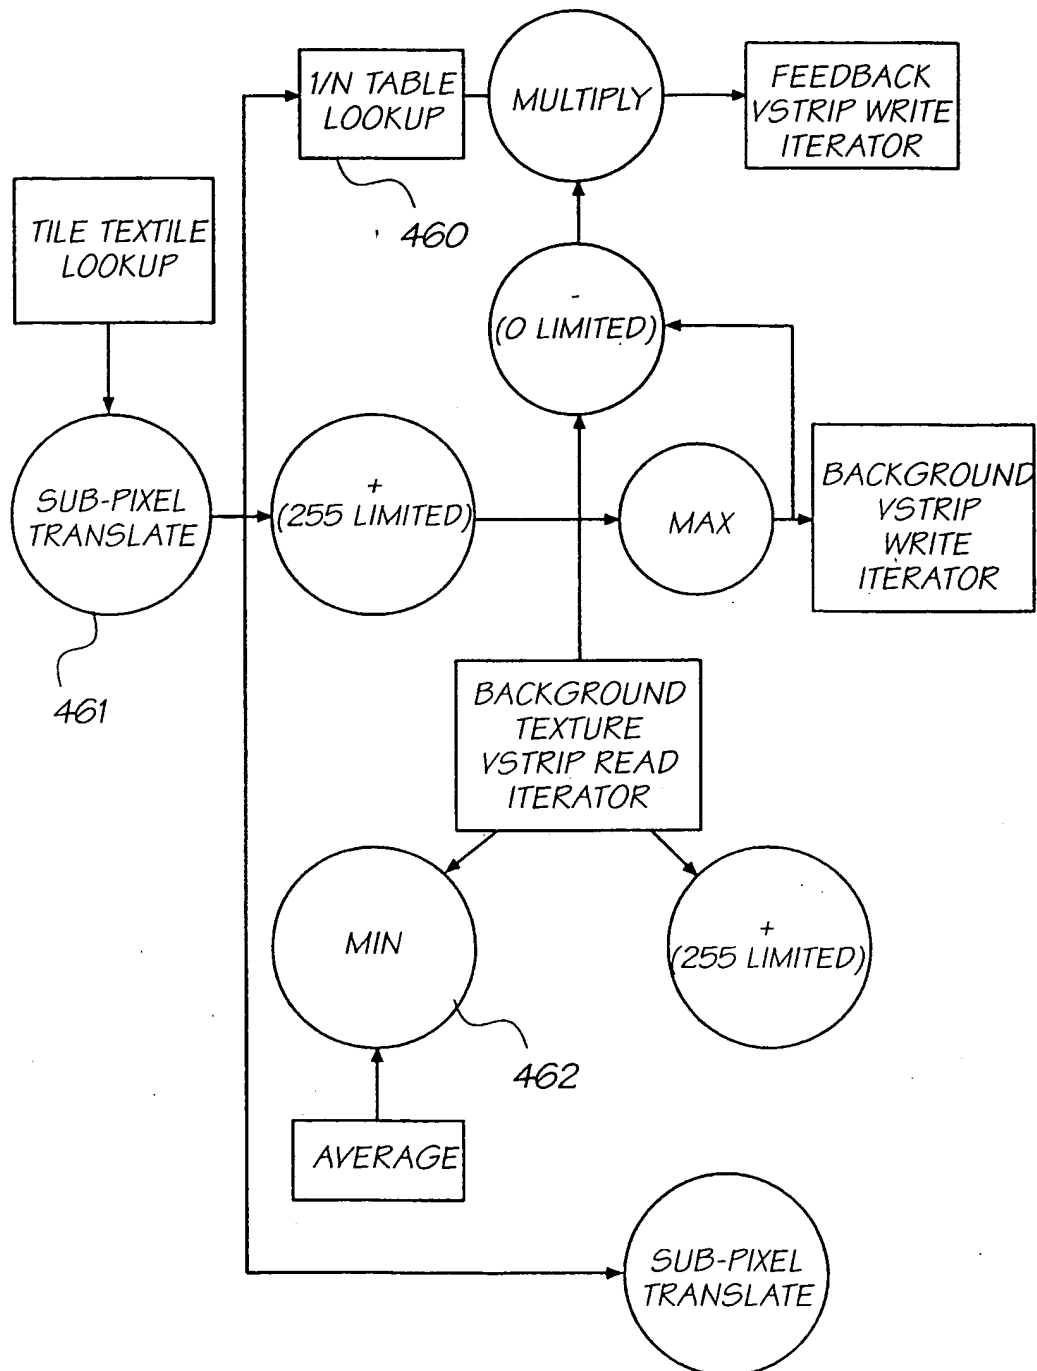 1/N TABLE
LOOKUP
MULTIPLY
FEEDBACK
VSTRIP WRITE
ITERATOR
460
TILE TEXTILE
LOOKUP
-
(0 LIMITED)
SUB-PIXEL
TRANSLATE
+
(255 LIMITED)
MAX
BACKGROUND
VSTRIP
WRITE
ITERATOR
461
BACKGROUND
TEXTURE
VSTRIP READ
ITERATOR
MIN
+
(255 LIMITED)
462
AVERAGE
SUB-PIXEL
TRANSLATE